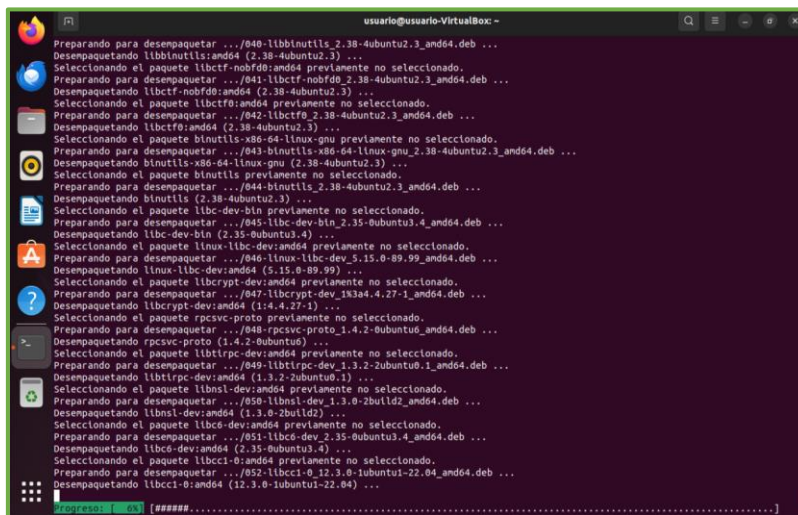 usuario@usuario-VirtualBox: ~
Preparando para desempaquetar .../040-libbinutils_2.38-4ubuntu2.3_amd64.deb ...
Desempaquetando libbinutils:amd64 (2.38-4ubuntu2.3) ...
Seleccionando el paquete libctf-nobfd0:amd64 previamente no seleccionado.
Preparando para desempaquetar .../041-libctf-nobfd0_2.38-4ubuntu2.3_amd64.deb ...
Desempaquetando libctf-nobfd0:amd64 (2.38-4ubuntu2.3) ...
Seleccionando el paquete libctf0:amd64 previamente no seleccionado.
Preparando para desempaquetar .../042-libctf0_2.38-4ubuntu2.3_amd64.deb ...
Desempaquetando libctf0:amd64 (2.38-4ubuntu2.3) ...
Seleccionando el paquete binutils-x86-64-linux-gnu previamente no seleccionado.
Preparando para desempaquetar .../043-binutils-x86-64-linux-gnu_2.38-4ubuntu2.3_amd64.deb ...
Desempaquetando binutils-x86-64-linux-gnu (2.38-4ubuntu2.3) ...
Seleccionando el paquete binutils previamente no seleccionado.
Preparando para desempaquetar .../044-binutils_2.38-4ubuntu2.3_amd64.deb ...
Desempaquetando binutils (2.38-4ubuntu2.3) ...
Seleccionando el paquete libc-dev-bin previamente no seleccionado.
Preparando para desempaquetar .../045-libc-dev-bin_2.35-0ubuntu3.4_amd64.deb ...
Desempaquetando libc-dev-bin (2.35-0ubuntu3.4) ...
Seleccionando el paquete linux-libc-dev:amd64 previamente no seleccionado.
Preparando para desempaquetar .../046-linux-libc-dev_5.15.0-89.99_amd64.deb ...
Desempaquetando linux-libc-dev:amd64 (5.15.0-89.99) ...
Seleccionando el paquete libcrypt-dev:amd64 previamente no seleccionado.
Preparando para desempaquetar .../047-libcrypt-dev_1%3a4.4.27-1_amd64.deb ...
Desempaquetando libcrypt-dev:amd64 (1:4.4.27-1) ...
Seleccionando el paquete rpcsvc-proto previamente no seleccionado.
Preparando para desempaquetar .../048-rpcsvc-proto_1.4.2-0ubuntu6_amd64.deb ...
Desempaquetando rpcsvc-proto (1.4.2-0ubuntu6) ...
Seleccionando el paquete libtirpc-dev:amd64 previamente no seleccionado.
Preparando para desempaquetar .../049-libtirpc-dev_1.3.2-2ubuntu0.1_amd64.deb ...
Desempaquetando libtirpc-dev:amd64 (1.3.2-2ubuntu0.1) ...
Seleccionando el paquete libnsl-dev:amd64 previamente no seleccionado.
Preparando para desempaquetar .../050-libnsl-dev_1.3.0-2build2_amd64.deb ...
Desempaquetando libnsl-dev:amd64 (1.3.0-2build2) ...
Seleccionando el paquete libc6-dev:amd64 previamente no seleccionado.
Preparando para desempaquetar .../051-libc6-dev_2.35-0ubuntu3.4_amd64.deb ...
Desempaquetando libc6-dev:amd64 (2.35-0ubuntu3.4) ...
Seleccionando el paquete libcc1-0:amd64 previamente no seleccionado.
Preparando para desempaquetar .../052-libcc1-0_12.3.0-1ubuntu1~22.04_amd64.deb ...
Desempaquetando libcc1-0:amd64 (12.3.0-1ubuntu1~22.04) ...
Progreso: [  6%] [######..........................................................................................]